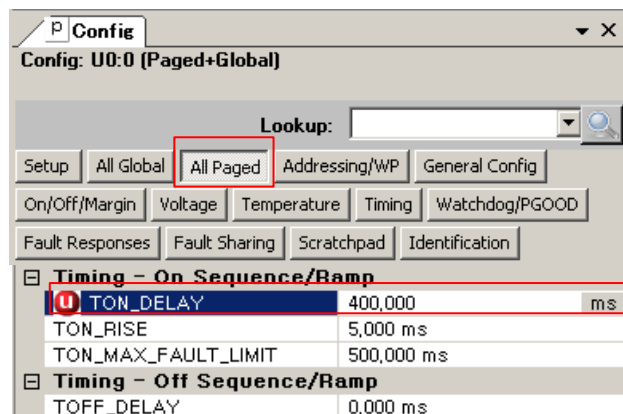 p Config
Config: U0:0 (Paged+Global)
Lookup:
Setup All Global All Paged Addressing/WP General Config
On/Off/Margin Voltage Temperature Timing Watchdog/PGOOD
Fault Responses Fault Sharing Scratchpad Identification
Timing - On Sequence/Ramp
u TON_DELAY 400,000 ms
TON_RISE 5,000 ms
TON_MAX_FAULT_LIMIT 500,000 ms
Timing - Off Sequence/Ramp
TOFF_DELAY 0,000 ms